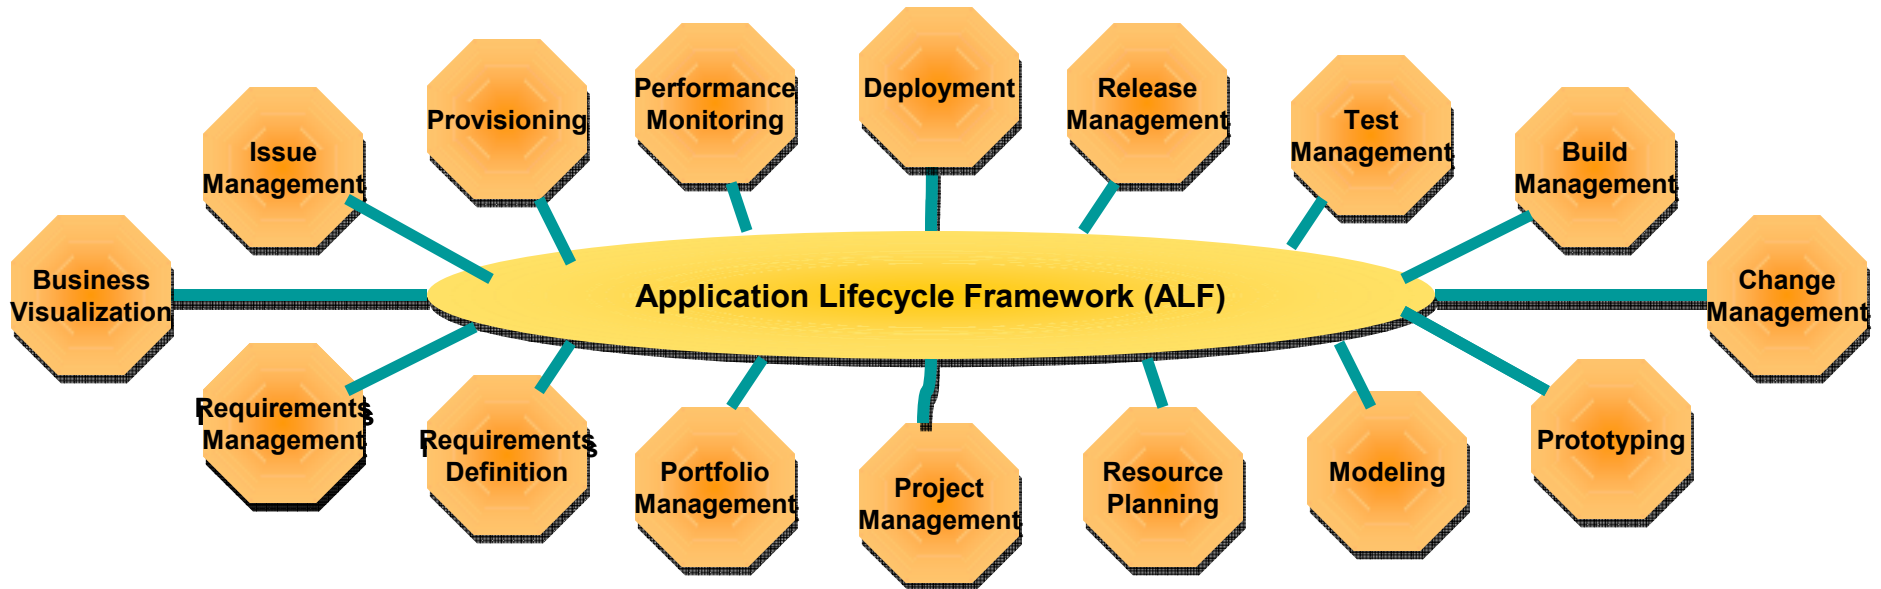 Deployment
Performance
Monitoring
Release
Management
Provisioning
Test
Management
Issue
Management
Build
Management
Business
Visualization
Application Lifecycle Framework (ALF)
Change
Management
Requirements
Management
Requirements
Definition
Portfolio
Management
Project
Management
Resource
Planning
Modeling
Prototyping